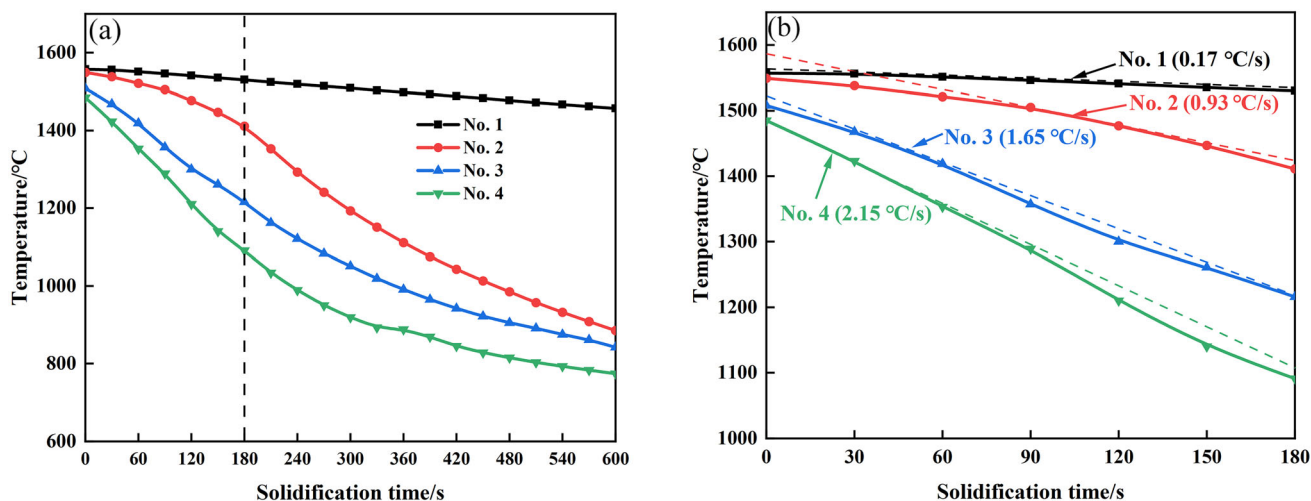 (a)
1600
1400
1200
1000
800
600
Temperature/°C
No. 1
No. 2
No. 3
No. 4
0 60 120 180 240 300 360 420 480 540 600
Solidification time/s
(b)
1600
1500
1400
1300
1200
1100
1000
Temperature/°C
No. 1 (0.17 °C/s)
No. 2 (0.93 °C/s)
No. 3 (1.65 °C/s)
No. 4 (2.15 °C/s)
0 30 60 90 120 150 180
Solidification time/s